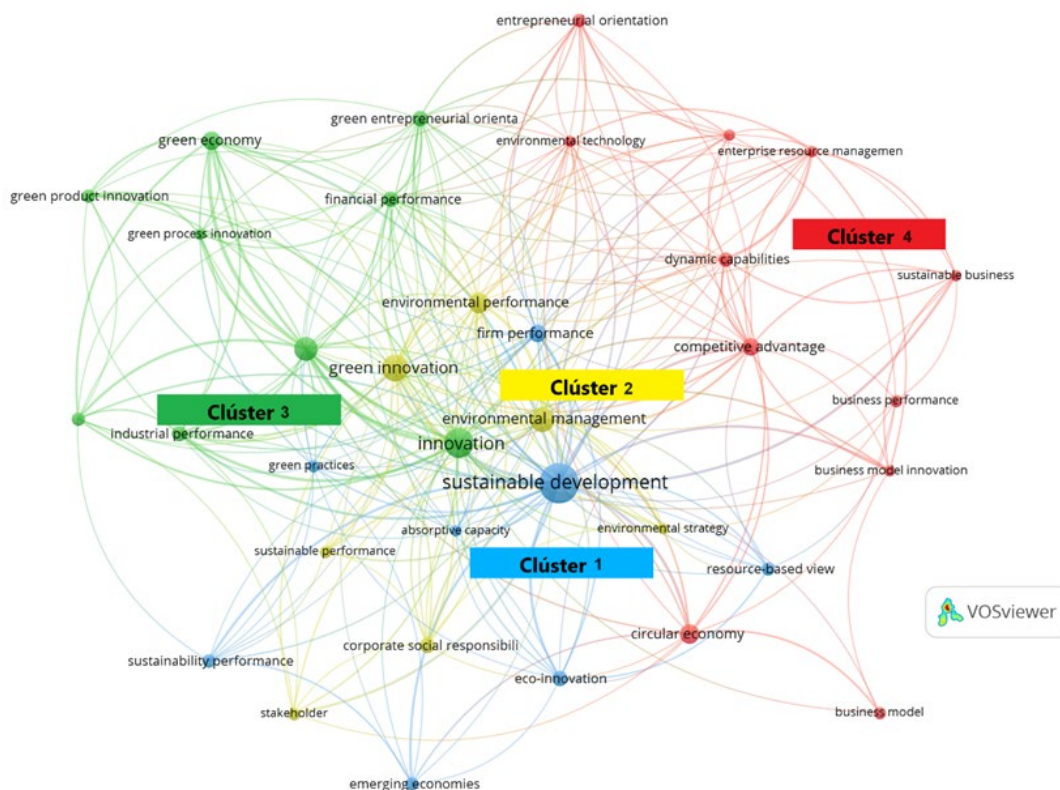 entrepreneurial orientation
green entrepreneurial orienta
green economy
environmental technology
enterprise resource managemen
green product innovation
financial performance
green process innovation
Clúster 4
dynamic capabilities
sustainable business
environmental performance
firm performance
competitive advantage
green innovation
Clúster 2
business performance
Clúster 3
environmental management
industrial performance
innovation
green practices
business model innovation
sustainable development
absorptive capacity
environmental strategy
sustainable performance
Clúster 1
resource-based view
VOSviewer
circular economy
corporate social responsibili
sustainability performance
eco-innovation
stakeholder
business model
emerging economies